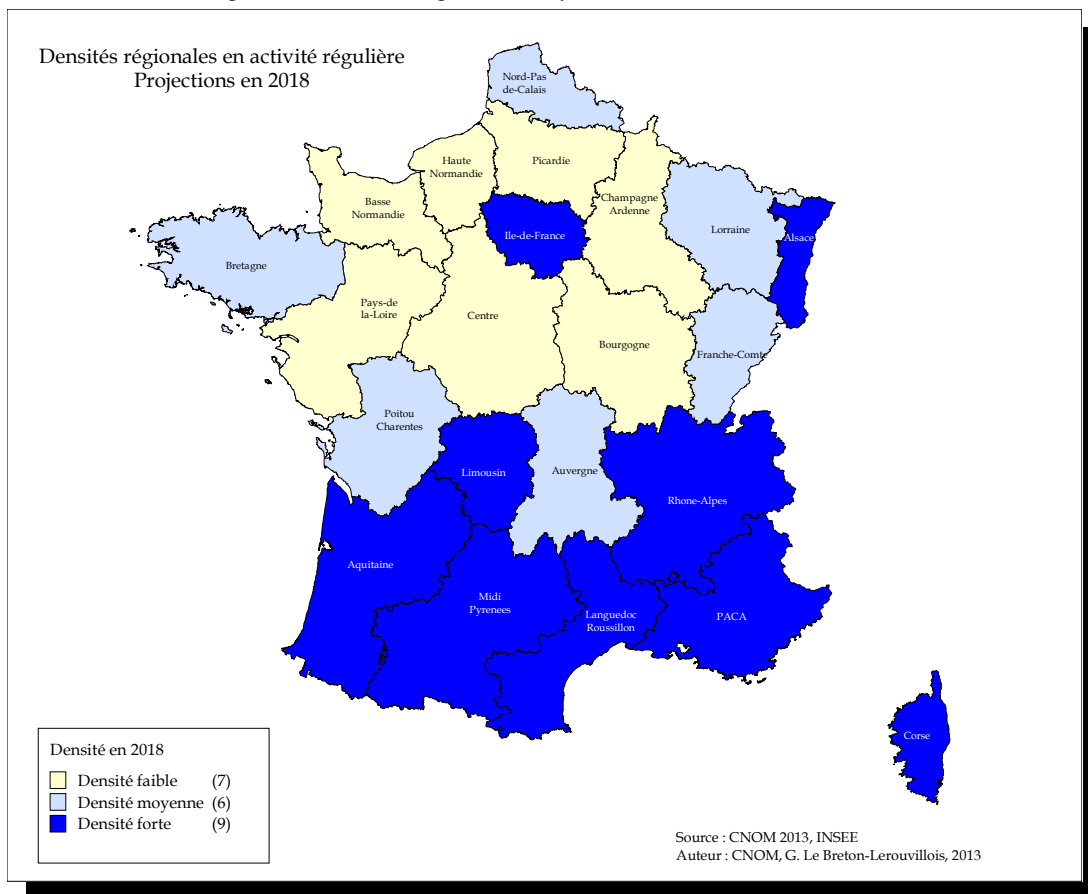 Densités régionales en activité régulière
Projections en 2018
Nord-Pas
de-Calais
Haute
Normandie
Picardie
Basse
Normandie
Champagne
Ardenne
Ile-de-France
Lorraine
Alsace
Bretagne
Pays-de
la-Loire
Centre
Bourgogne
Franche-Comte
Poitou
Charentes
Limousin
Auvergne
Rhone-Alpes
Aquitaine
Midi
Pyrenees
Languedoc
Roussillon
PACA
Corse
Densité en 2018
Densité faible (7)
Densité moyenne (6)
Densité forte (9)
Source : CNOM 2013, INSEE
Auteur : CNOM, G. Le Breton-Lerouvillois, 2013